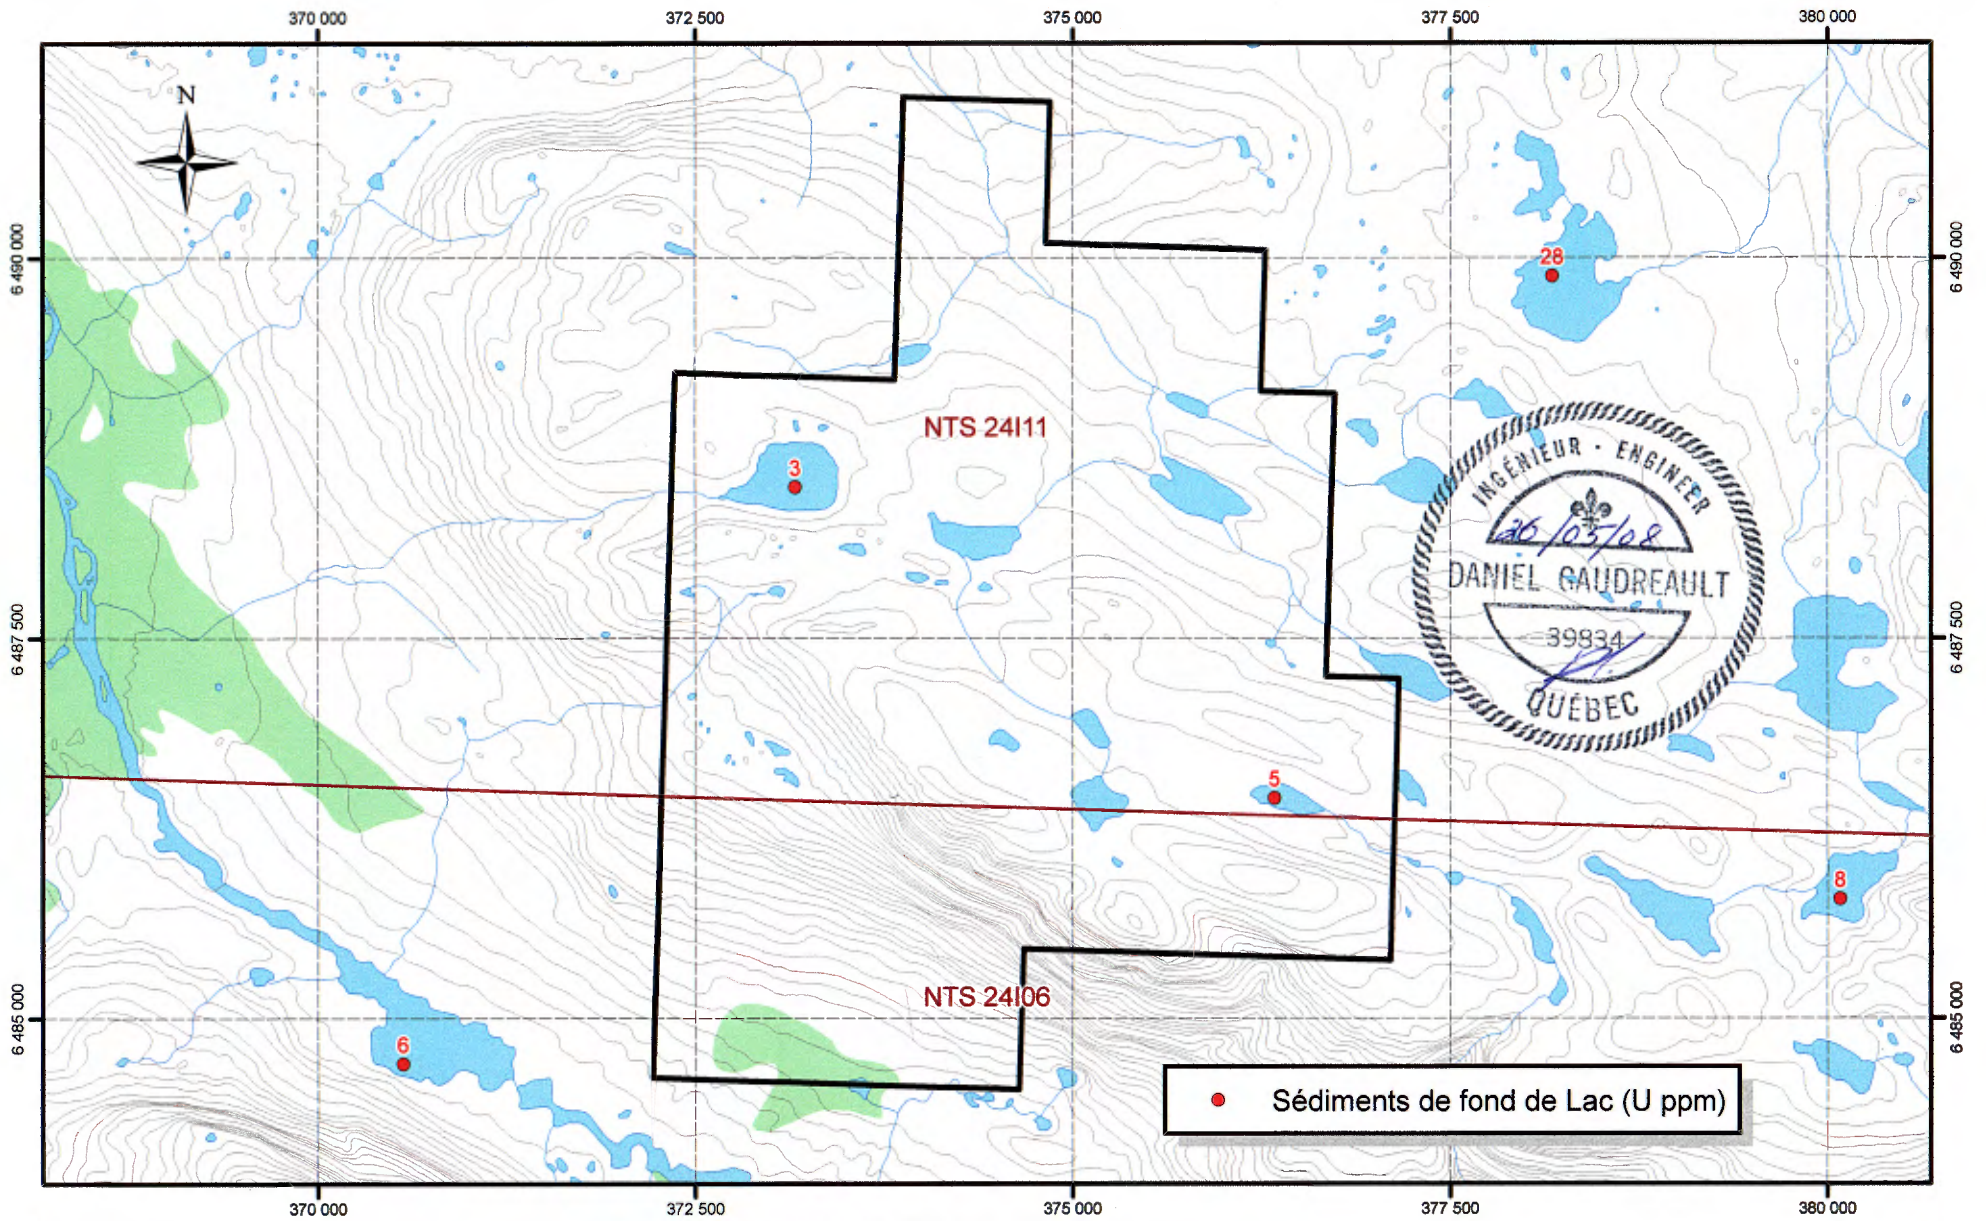 370 000 372 500 375 000 377 500 380 000
N
6 490 000
6 490 000
28
NTS 24I11
3
INGÉNIEUR · ENGINEER
26/05/08
DANIEL GAUDREAULT
39834
QUÉBEC
6 487 500
6 487 500
5
8
NTS 24I06
6 485 000
6 485 000
6
Sédiments de fond de Lac (U ppm)
370 000 372 500 375 000 377 500 380 000